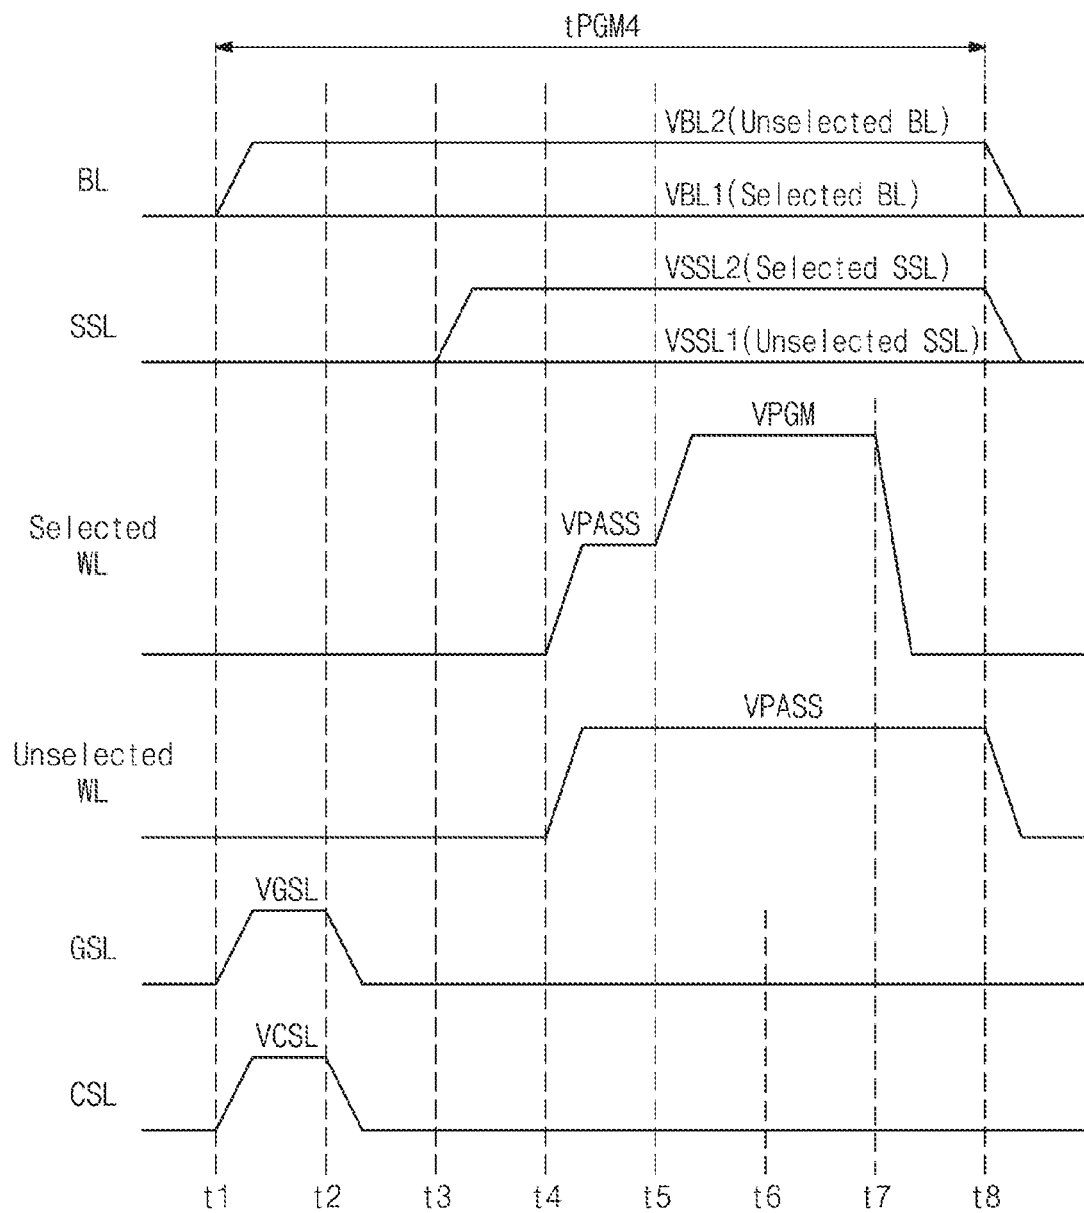 tPGM4
VBL2(Unselected BL)
BL
VBL1(Selected BL)
VSSL2(Selected SSL)
SSL
VSSL1(Unselected SSL)
VPGM
VPASS
Selected
WL
VPASS
Unselected
WL
VGSL
GSL
VCSL
CSL
t1 t2 t3 t4 t5 t6 t7 t8